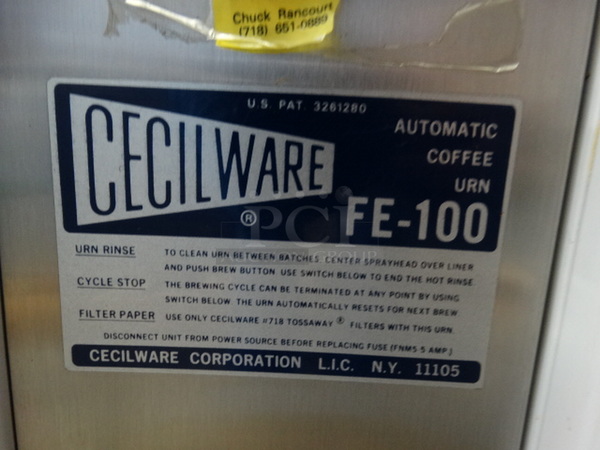 Chuck Rancourt
(718) 651-0889
U.S. PAT. 3261280
CECILWARE ®
AUTOMATIC
COFFEE
URN
FE-100
PCI
GROUP
URN RINSE TO CLEAN URN BETWEEN BATCHES, CENTER SPRAYHEAD OVER LINER
AND PUSH BREW BUTTON. USE SWITCH BELOW TO END THE HOT RINSE
CYCLE STOP THE BREWING CYCLE CAN BE TERMINATED AT ANY POINT BY USING
SWITCH BELOW. THE URN AUTOMATICALLY RESETS FOR NEXT BREW
FILTER PAPER USE ONLY CECILWARE #718 TOSSAWAY ® FILTERS WITH THIS URN.
DISCONNECT UNIT FROM POWER SOURCE BEFORE REPLACING FUSE (FNM5 5 AMP.)
CECILWARE CORPORATION L.I.C. N.Y. 11105